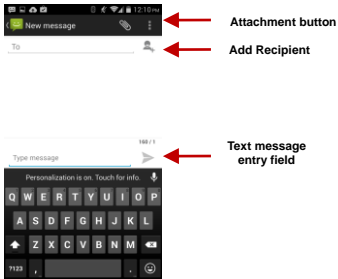 12:10 PM
New message
Attachment button
To
Add Recipient
160 / 1
Text message
entry field
Type message
Personalization is on. Touch for info.
Q W E R T Y U I O P
A S D F G H J K L
Z X C V B N M
?123 , .